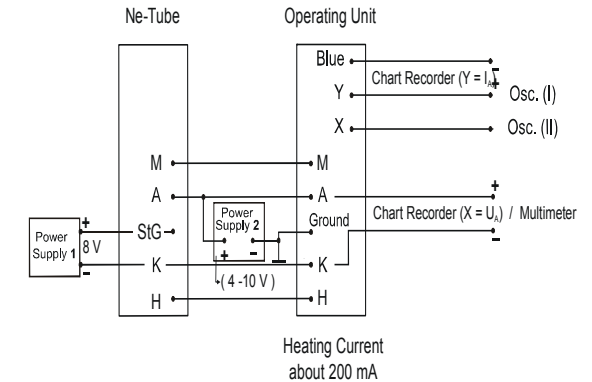 Ne-Tube
Operating Unit
Blue
Chart Recorder (Y = I_A)
Y
Osc. (I)
X
Osc. (II)
M
M
A
A
Power Supply 1
8 V
StG
Power Supply 2
Ground
Chart Recorder (X = U_A) / Multimeter
K
K
(4 -10 V)
H
H
Heating Current
about 200 mA
+
-
+
-
-
+
+
-